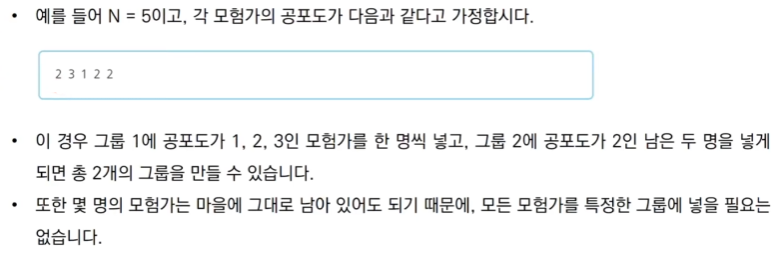 • 예를 들어 N = 5이고, 각 모험가의 공포도가 다음과 같다고 가정합시다.
2 3 1 2 2
• 이 경우 그룹 1에 공포도가 1, 2, 3인 모험가를 한 명씩 넣고, 그룹 2에 공포도가 2인 남은 두 명을 넣게
되면 총 2개의 그룹을 만들 수 있습니다.
• 또한 몇 명의 모험가는 마을에 그대로 남아 있어도 되기 때문에, 모든 모험가를 특정한 그룹에 넣을 필요는
없습니다.